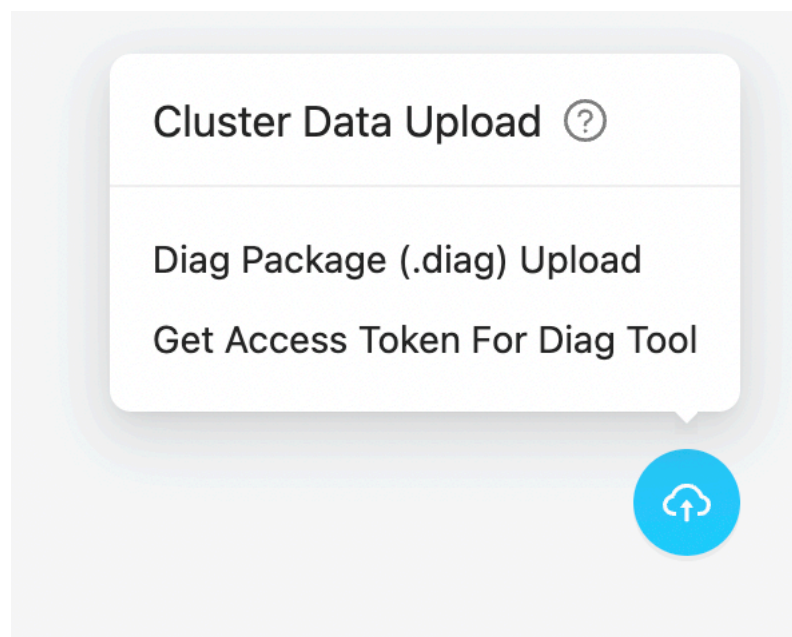 Cluster Data Upload ?
Diag Package (.diag) Upload
Get Access Token For Diag Tool